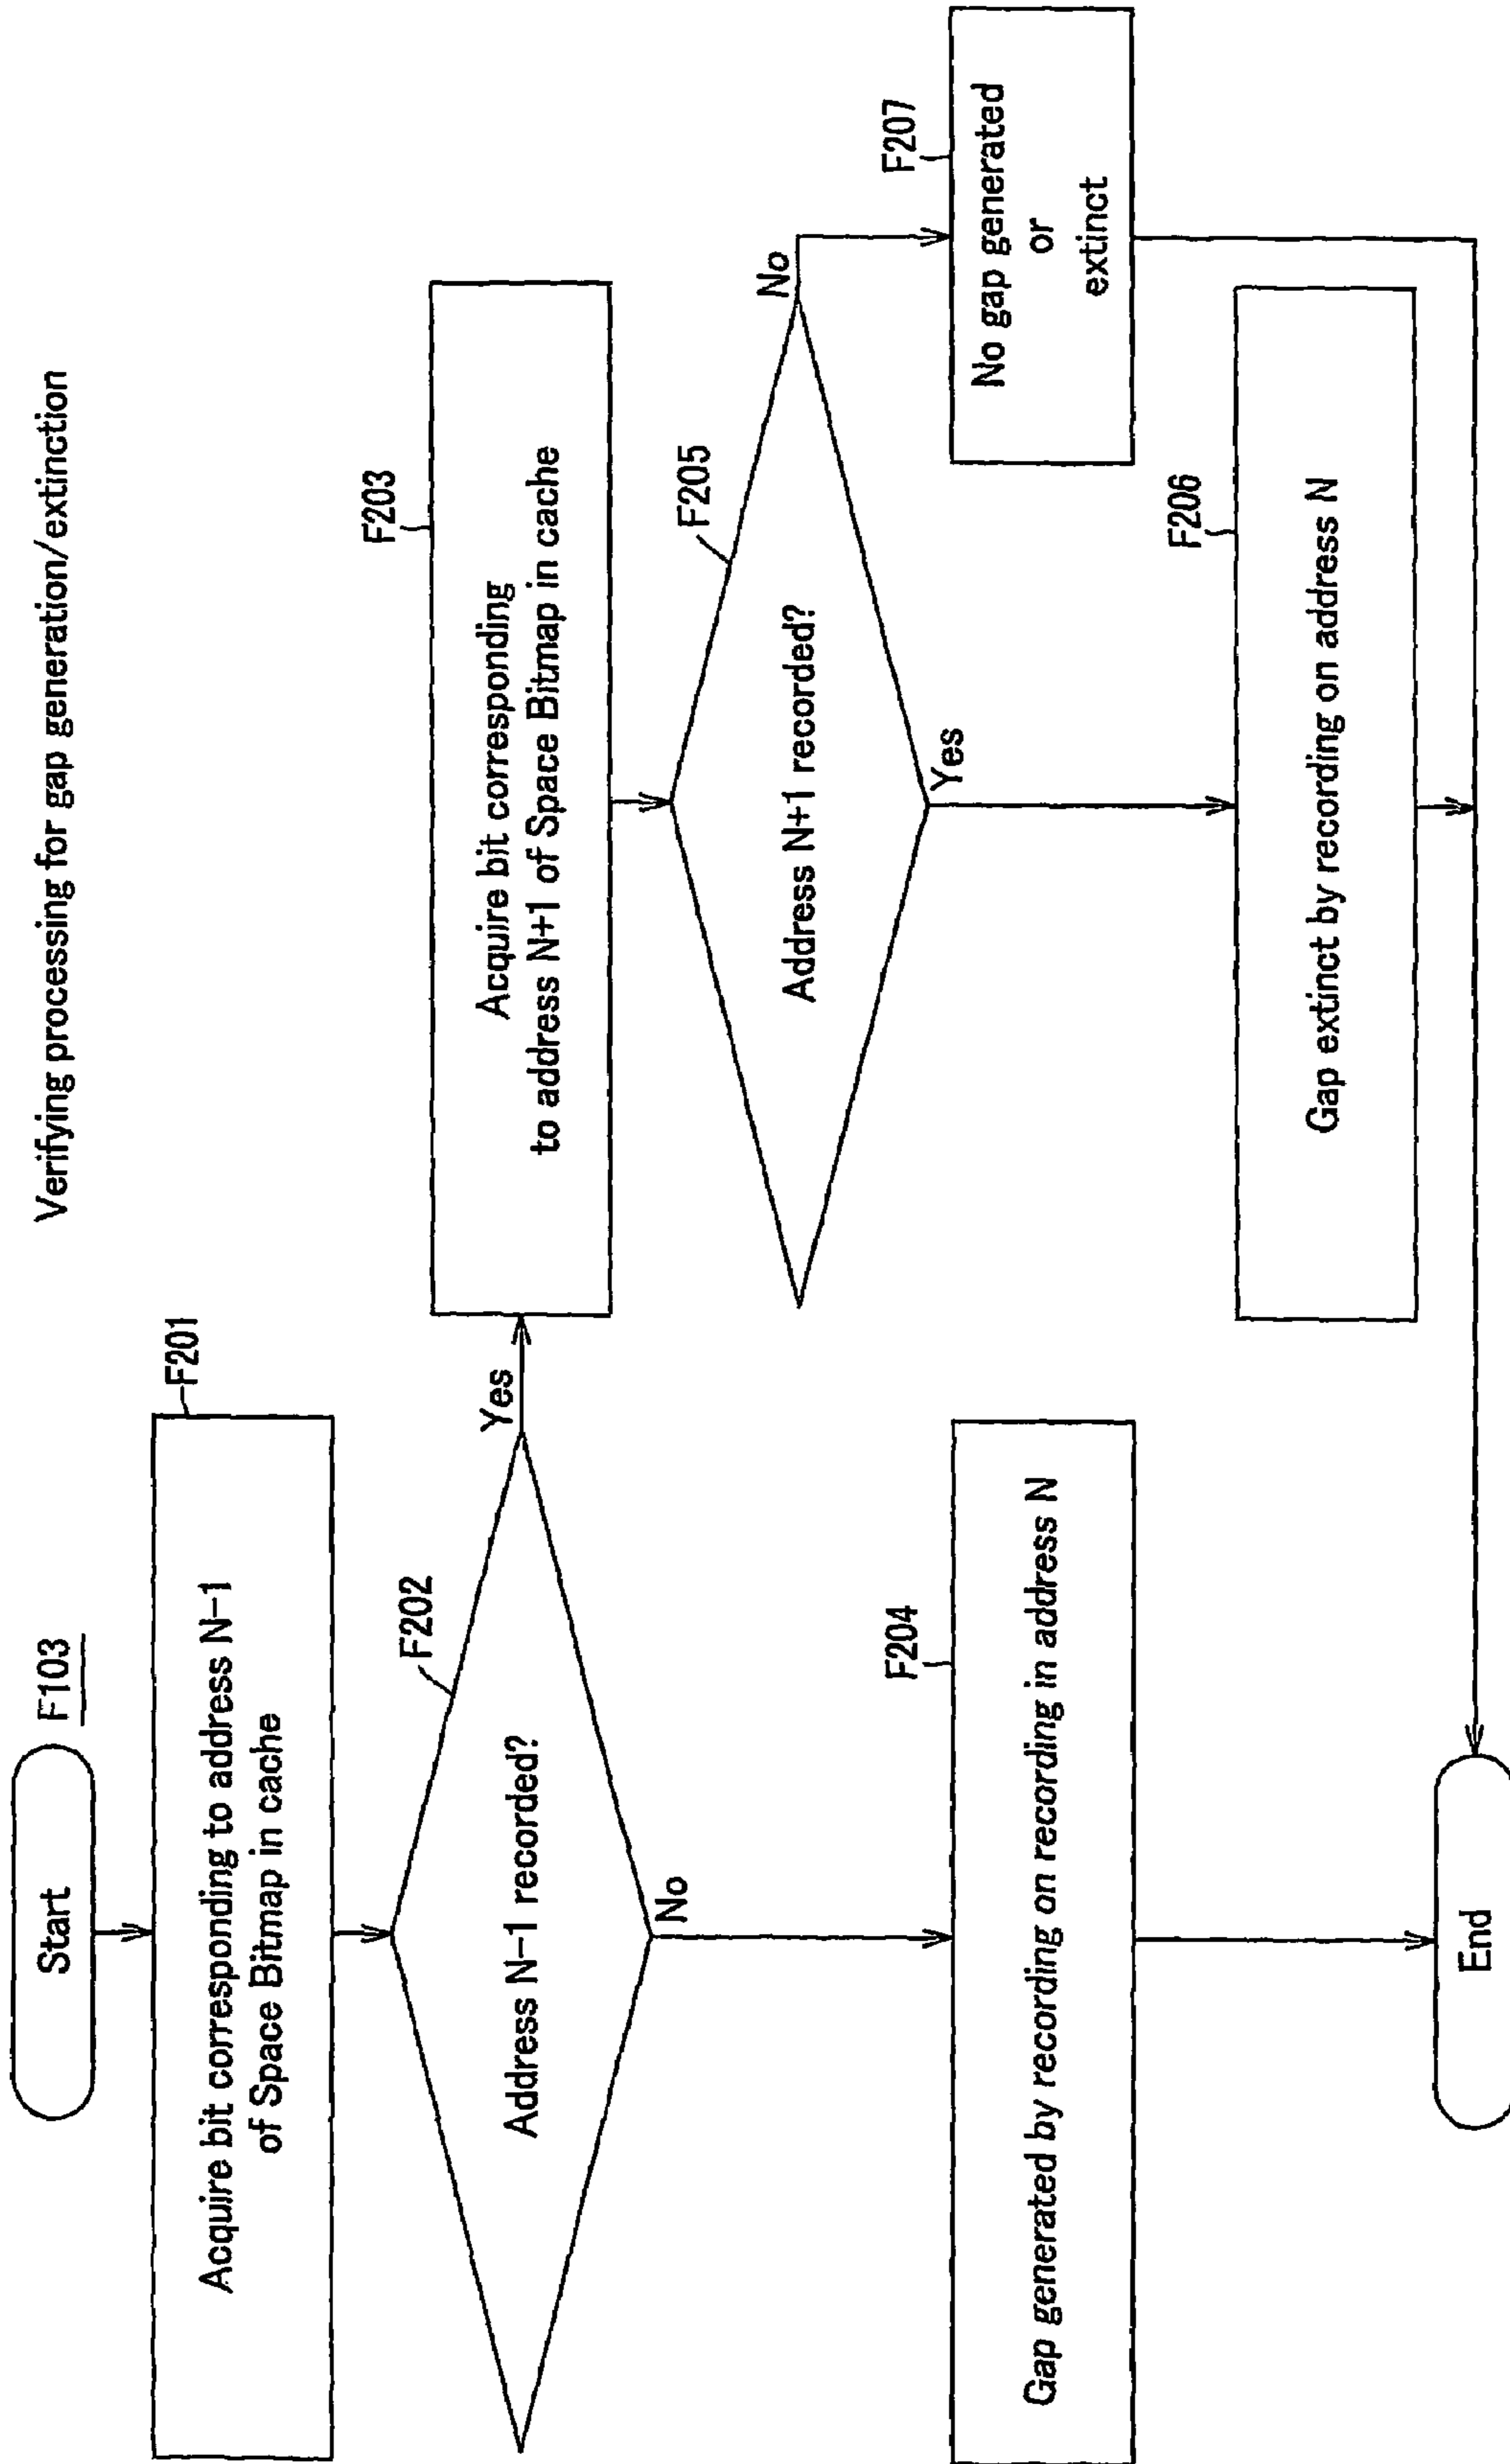 Verifying processing for gap generation/extinction
Start
F103
F201
Acquire bit corresponding to address N-1
of Space Bitmap in cache
F202
Address N-1 recorded?
Yes
No
F203
Acquire bit corresponding
to address N+1 of Space Bitmap in cache
F205
Address N+1 recorded?
No
Yes
F204
Gap generated by recording on recording in address N
F207
No gap generated
or
extinct
F206
Gap extinct by recording on address N
End